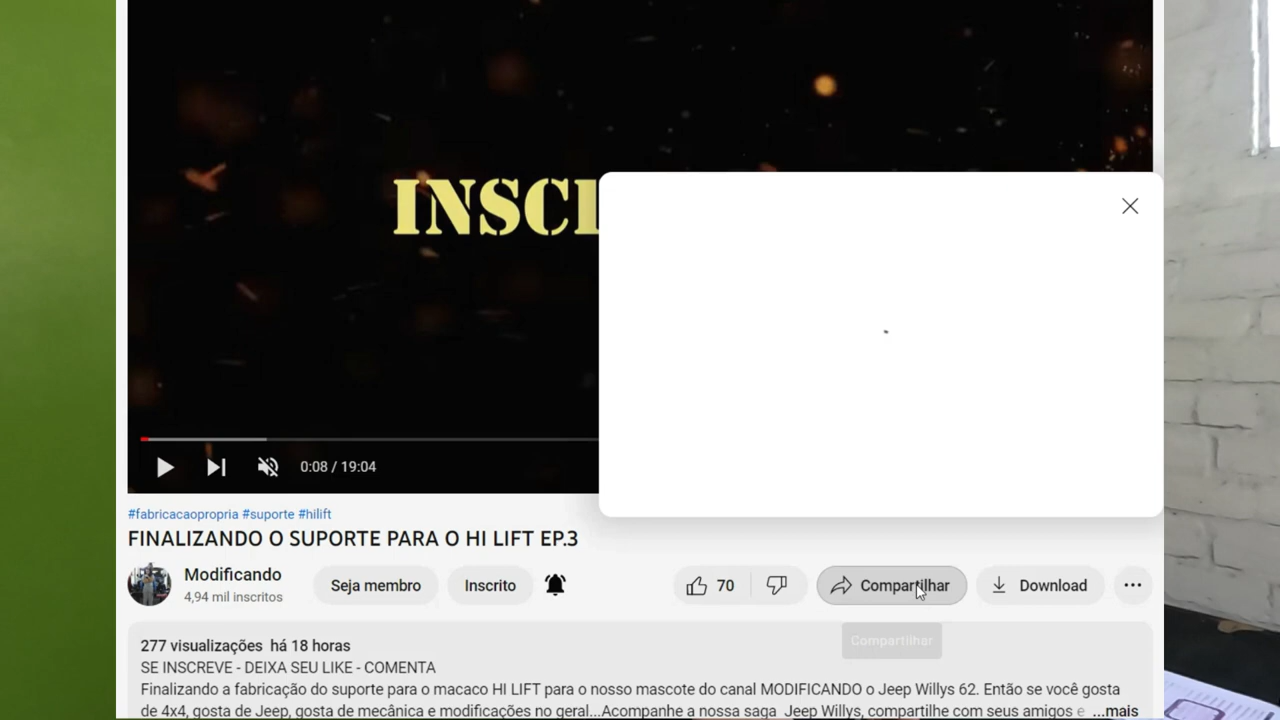 INSCI
0:08 / 19:04
#fabricacaopropria #suporte #hilift
FINALIZANDO O SUPORTE PARA O HI LIFT EP.3
Modificando
4,94 mil inscritos
Seja membro
Inscrito
70
Compartilhar
Download
Compartilhar
277 visualizações há 18 horas
SE INSCREVE - DEIXA SEU LIKE - COMENTA
Finalizando a fabricação do suporte para o macaco HI LIFT para o nosso mascote do canal MODIFICANDO o Jeep Willys 62. Então se você gosta
de 4x4, gosta de Jeep, gosta de mecânica e modificações no geral...Acompanhe a nossa saga Jeep Willys, compartilhe com seus amigos e ...mais